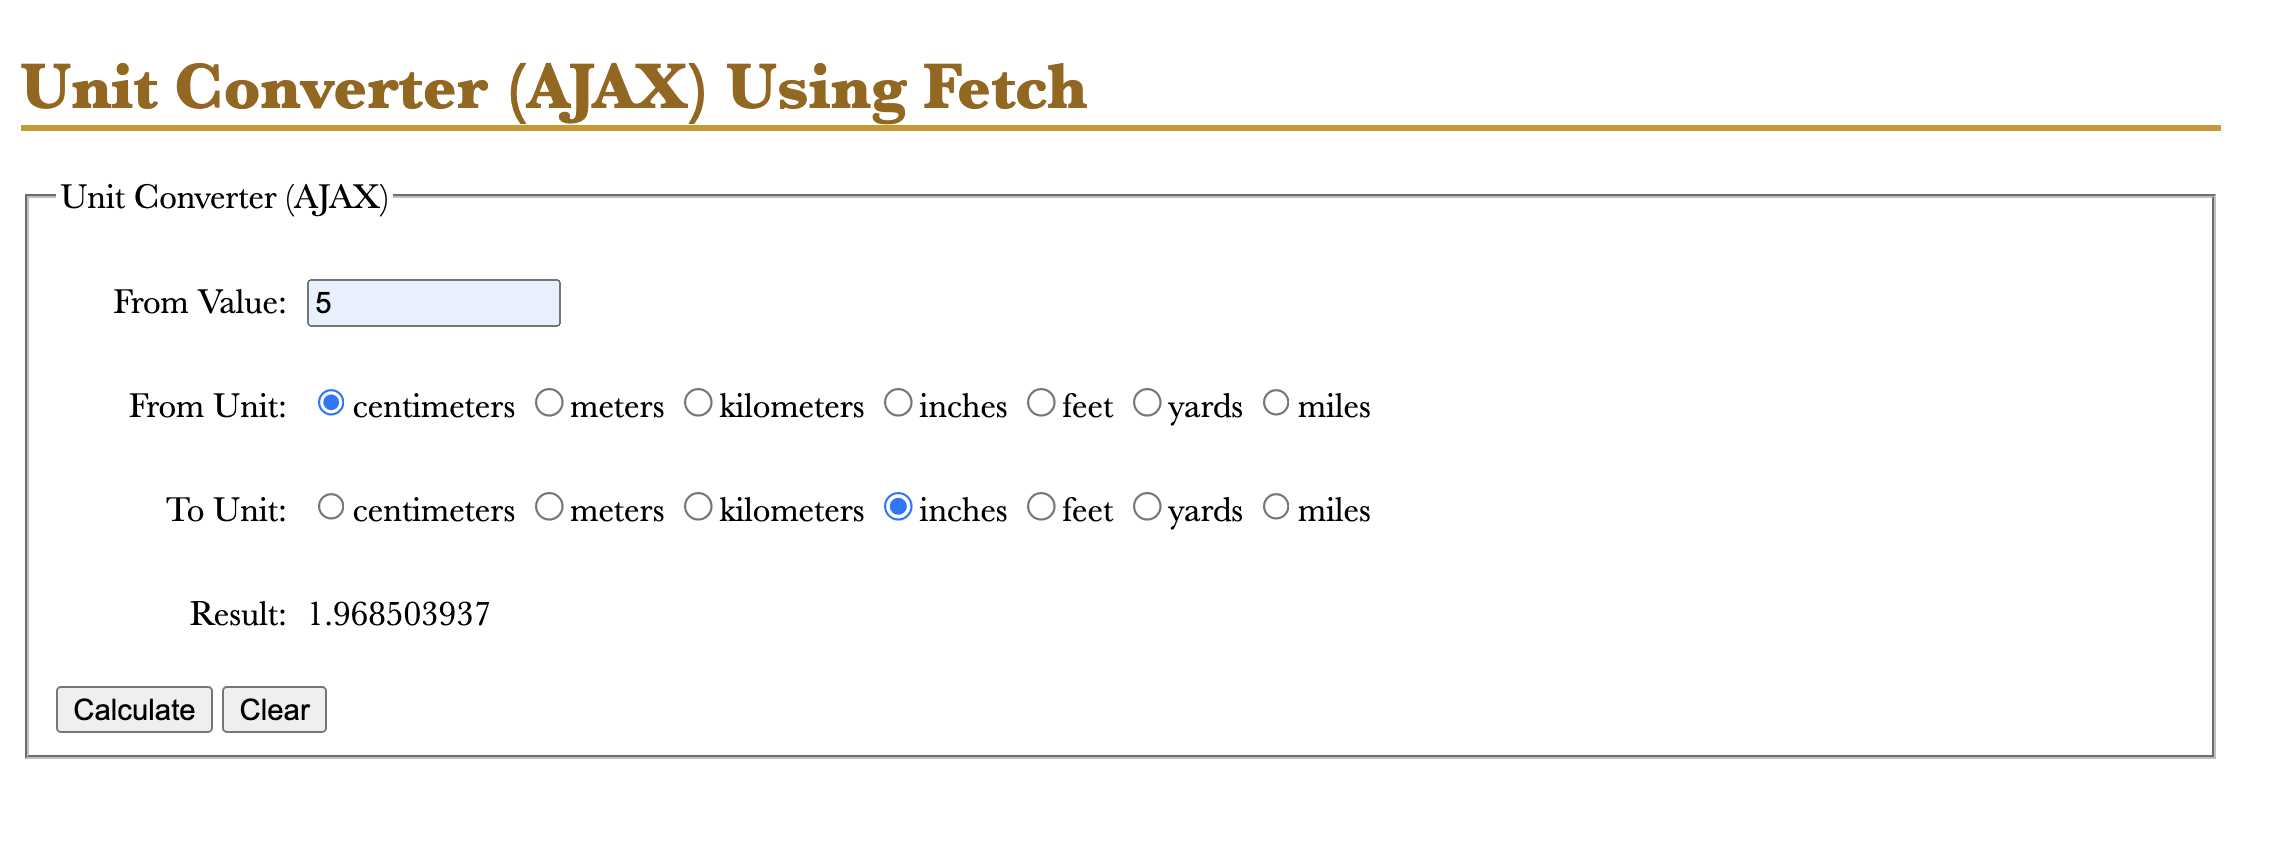 Unit Converter (AJAX) Using Fetch
Unit Converter (AJAX)
From Value: 5
From Unit: centimeters meters kilometers inches feet yards miles
To Unit: centimeters meters kilometers inches feet yards miles
Result: 1.968503937
Calculate Clear